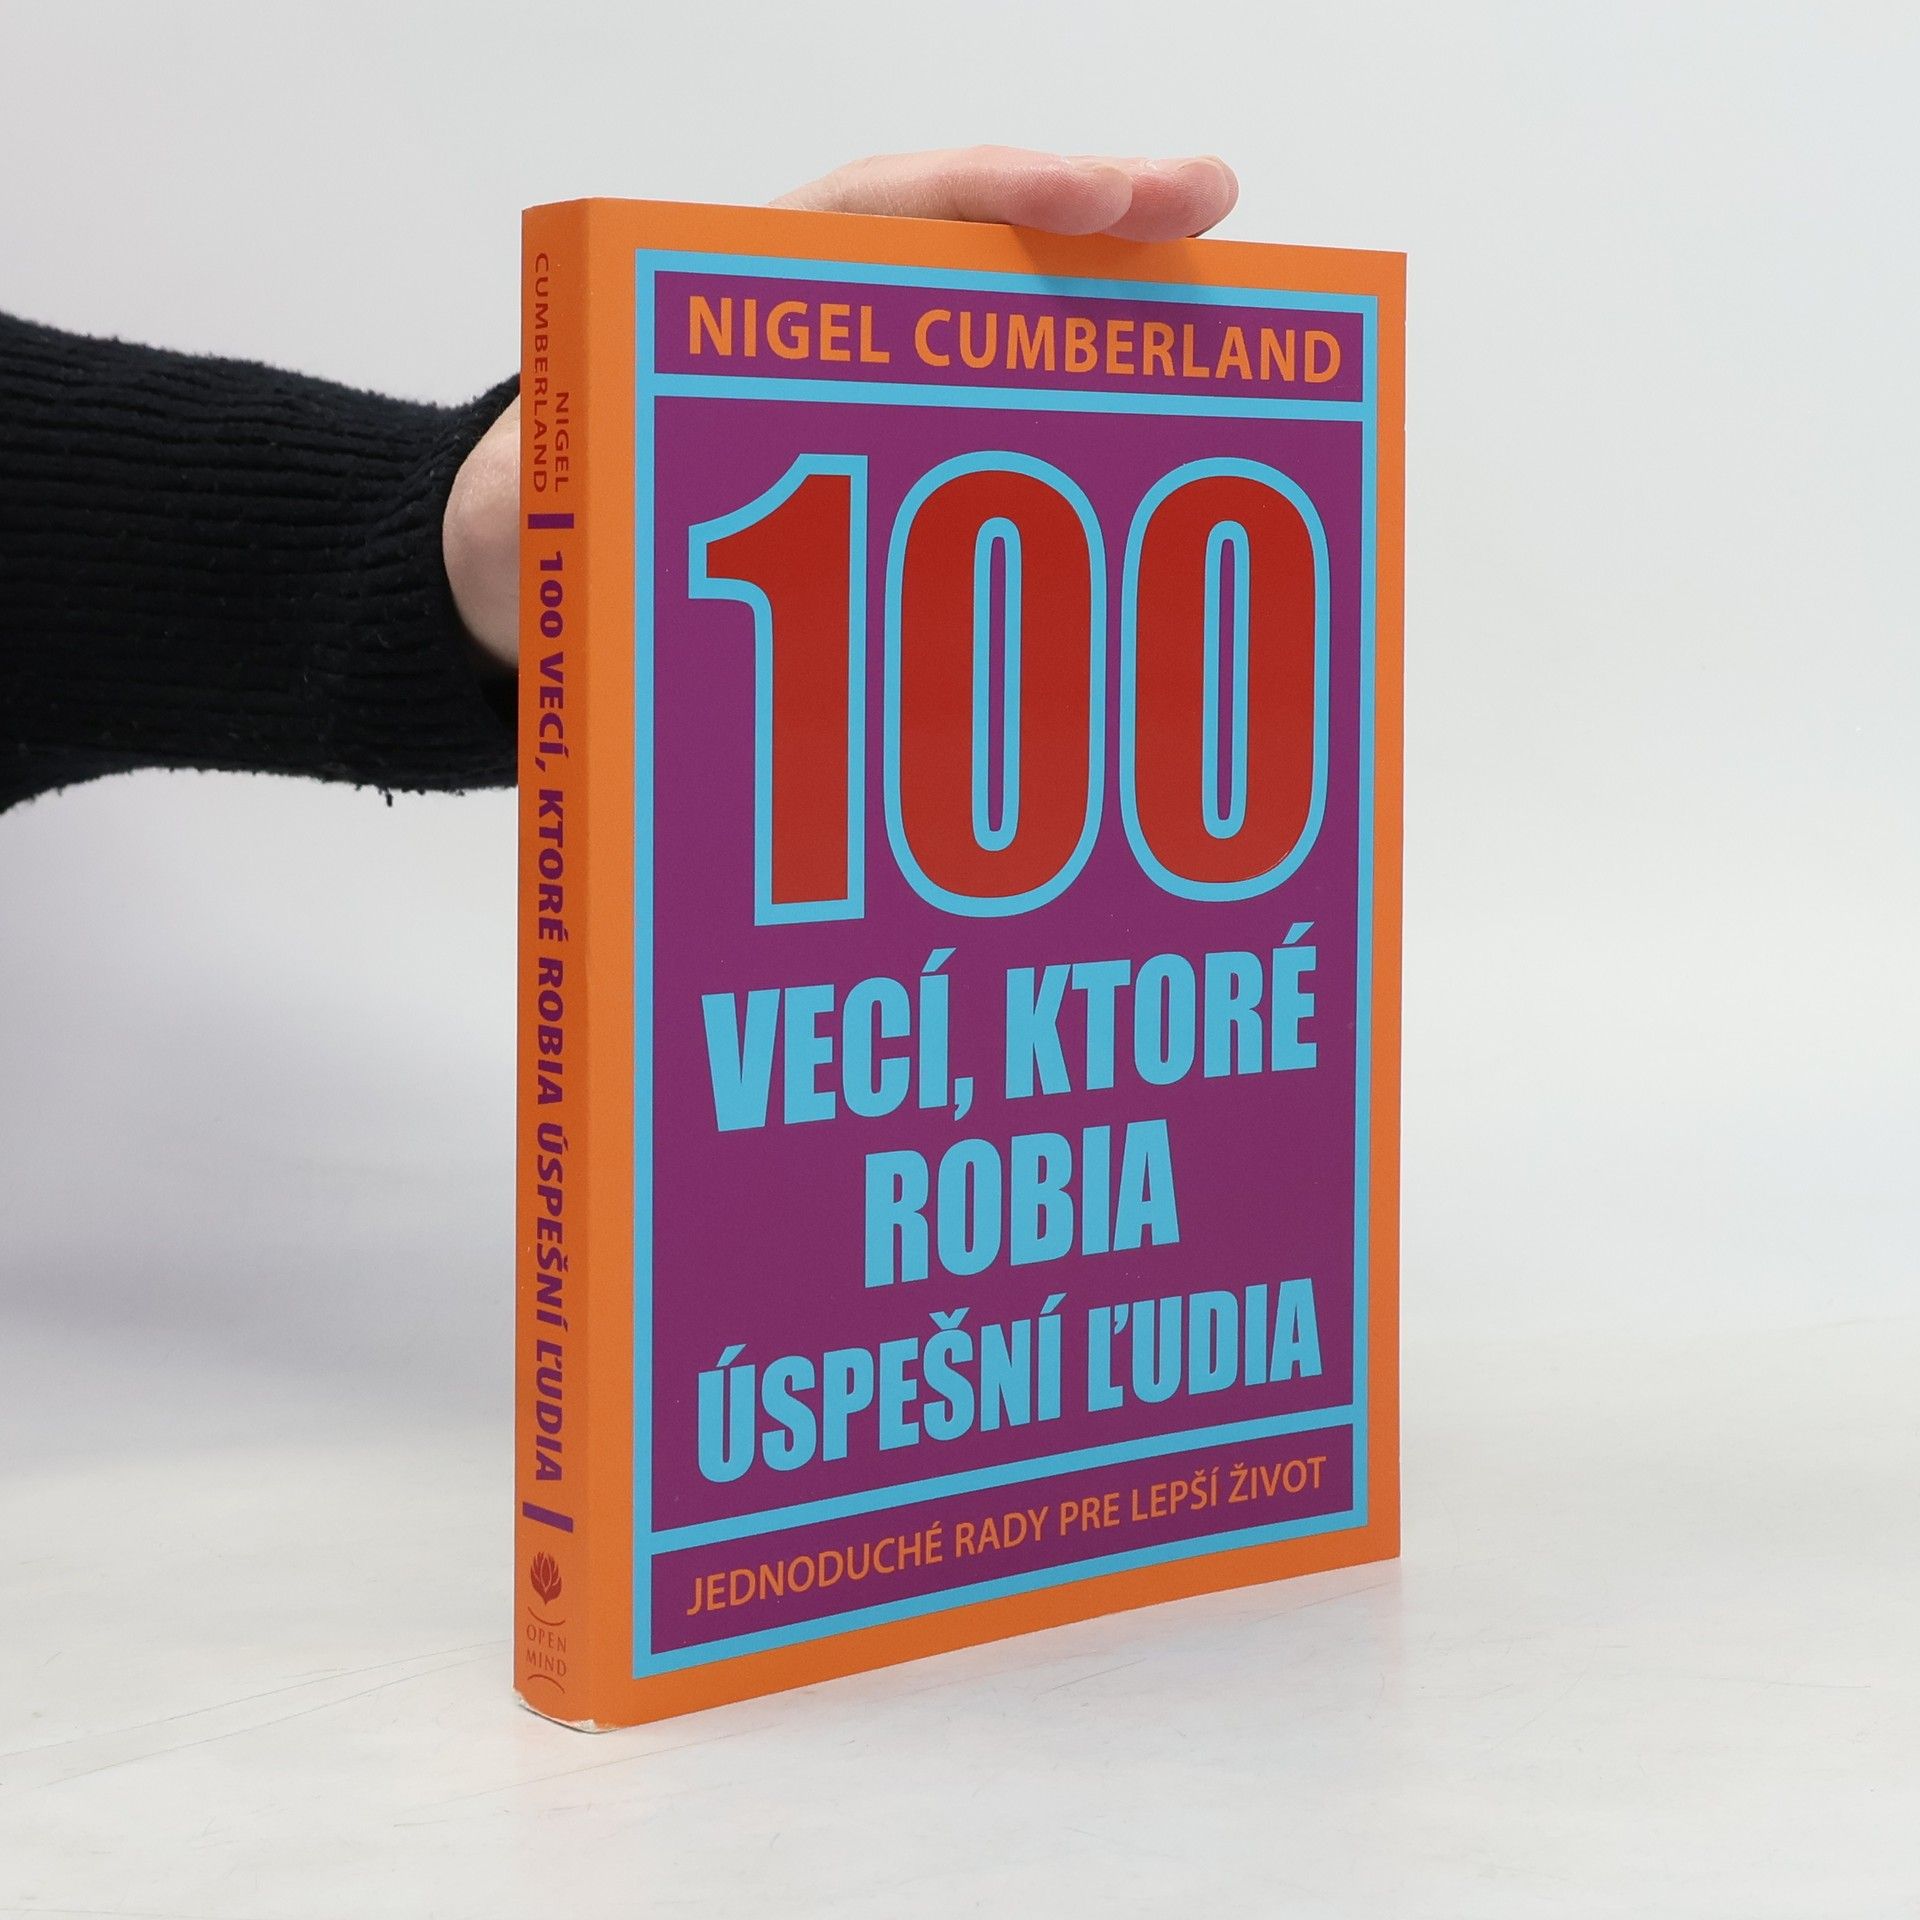 NIGEL
CUMBERLAND
100 VECÍ, KTORÉ ROBIA ÚSPEŠNÍ ĽUDIA
OPEN
MIND
NIGEL CUMBERLAND
100
VECÍ, KTORÉ
ROBIA
ÚSPEŠNÍ ĽUDIA
JEDNODUCHÉ RADY PRE LEPŠÍ ŽIVOT